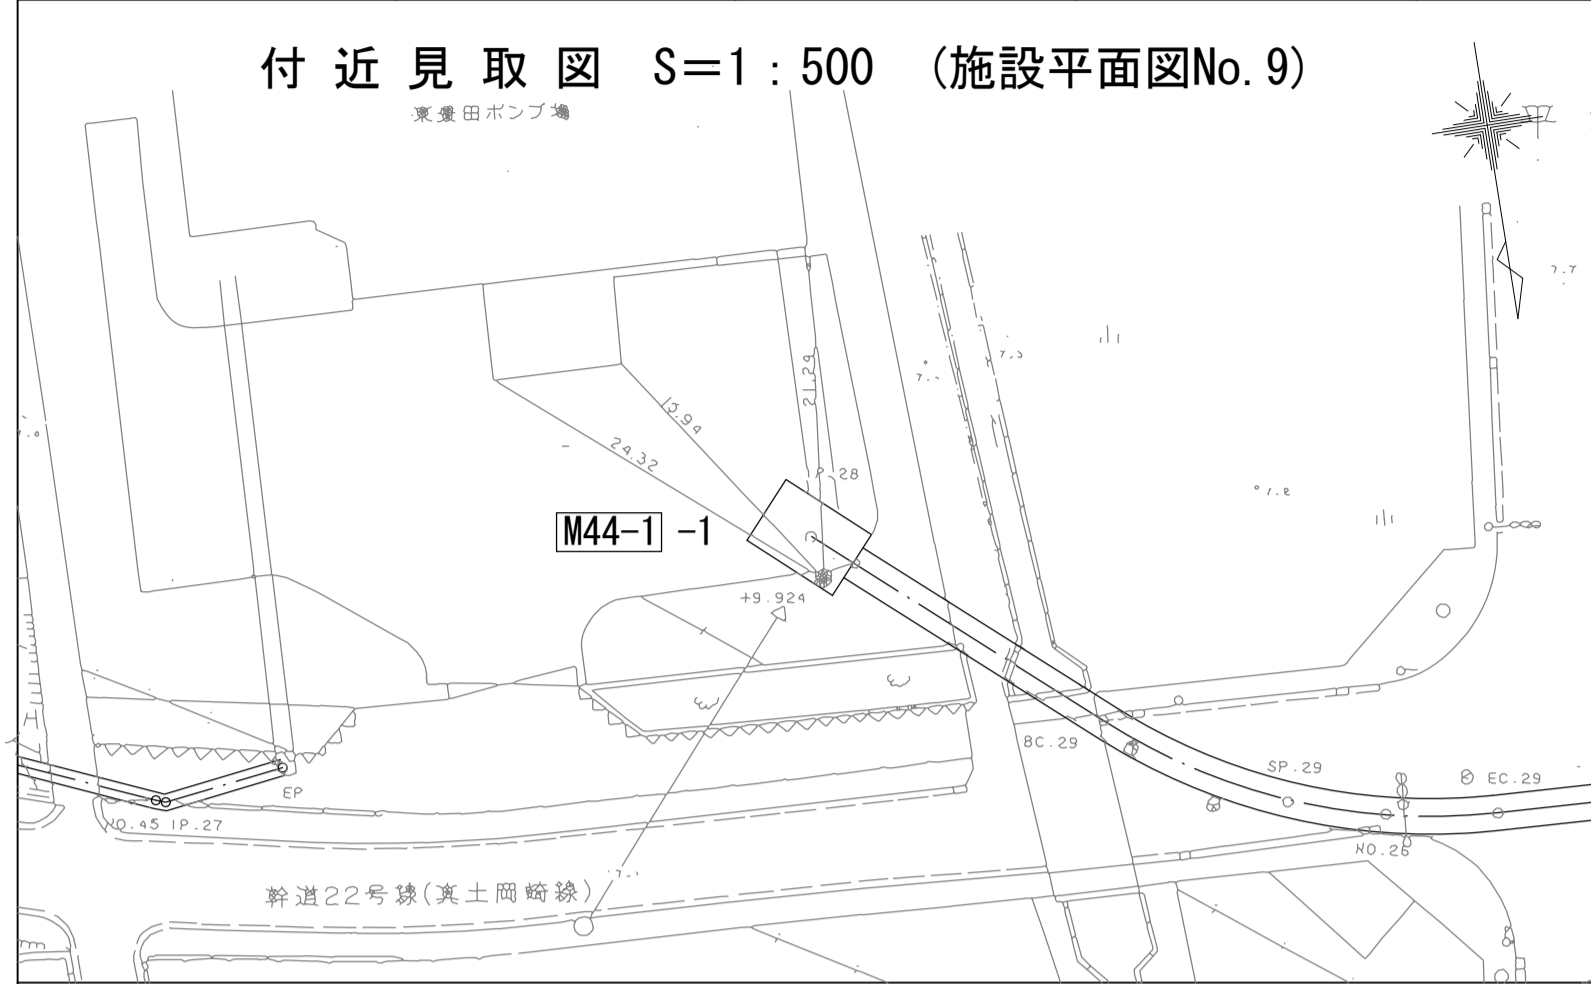 付近見取図 S=1:500 (施設平面図No.9)
東豊田ポンプ場
21.29
13.94
24.32
P.28
M44-1 -1
+9.924
BC.29
SP.29
EC.29
EP
NO.45 IP.27
NO.26
幹道22号線(真土岡崎線)